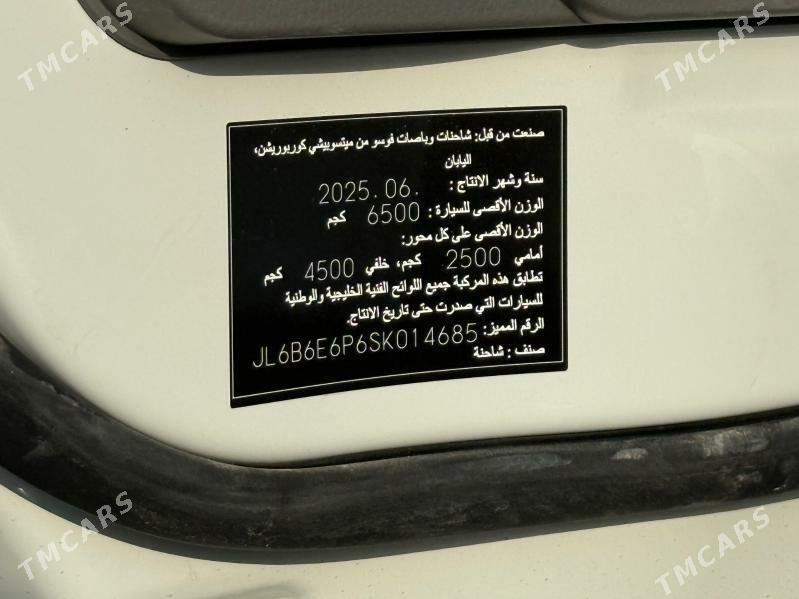 TMCARS
TMCARS
صنعت من قبل: شاحنات وباصات فوسو من ميتسوبيشي كوربوريشن،
اليابان
سنة وشهر الانتاج : 2025.06.
الوزن الأقصى للسيارة : 6500 كجم
الوزن الأقصى على كل محور:
أمامي 2500 كجم، خلفي 4500 كجم
تطابق هذه المركبة جميع اللوائح الفنية الخليجية والوطنية
للسيارات التي صدرت حتى تاريخ الانتاج.
الرقم المميز: JL6B6E6P6SK014685
صنف : شاحنة
TMCARS
TMCARS